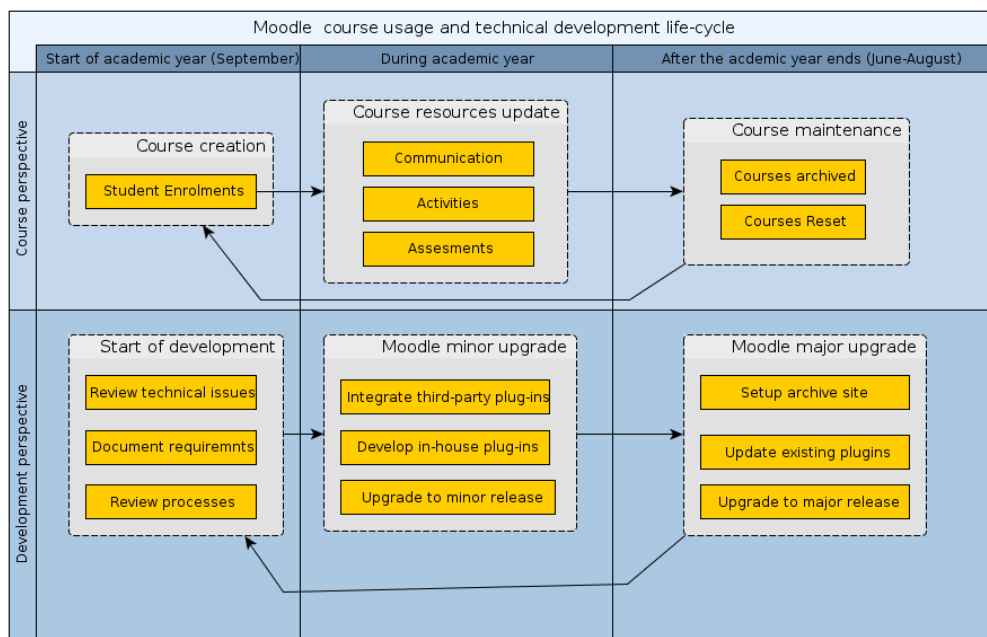 Moodle course usage and technical development life-cycle
Start of academic year (September)
During academic year
After the acdemic year ends (June-August)
Course perspective
Course creation
Student Enrolments
Course resources update
Communication
Activities
Assesments
Course maintenance
Courses archived
Courses Reset
Development perspective
Start of development
Review technical issues
Document requiremnts
Review processes
Moodle minor upgrade
Integrate third-party plug-ins
Develop in-house plug-ins
Upgrade to minor release
Moodle major upgrade
Setup archive site
Update existing plugins
Upgrade to major release